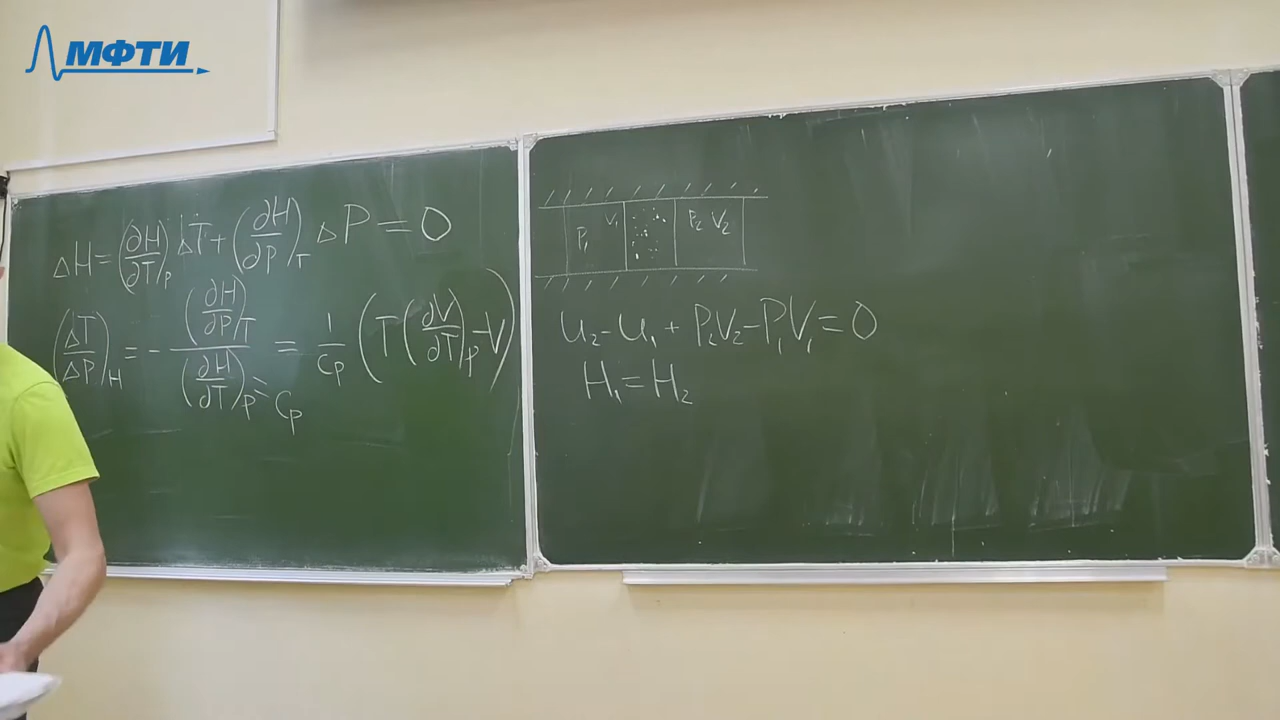 МФТИ
ΔH = (∂H/∂T)_P ΔT + (∂H/∂P)_T ΔP = 0
(ΔT/ΔP)_H = - (∂H/∂P)_T / (∂H/∂T)_P = 1/C_P (T (∂V/∂T)_P - V)
= C_P
P₁ V₁ P₂ V₂
U₂ - U₁ + P₂V₂ - P₁V₁ = 0
H₁ = H₂